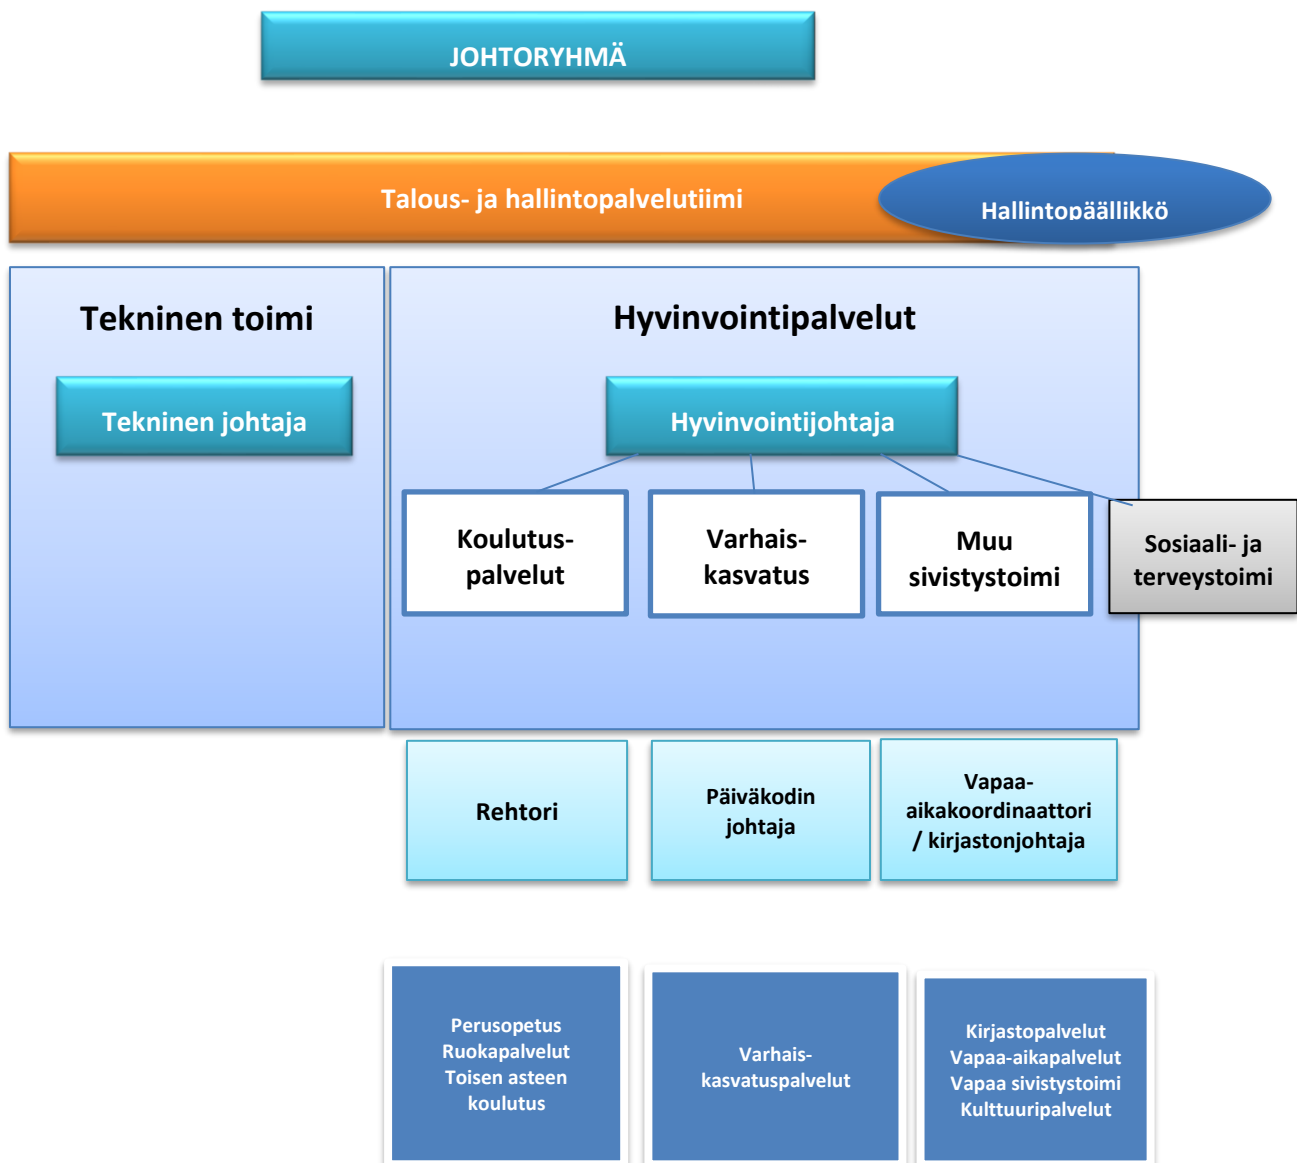 JOHTORYHMÄ
Talous- ja hallintopalvelutiimi
Hallintopäällikkö
Tekninen toimi
Hyvinvointipalvelut
Tekninen johtaja
Hyvinvointijohtaja
Koulutus-
palvelut
Varhais-
kasvatus
Muu
sivistystoimi
Sosiaali- ja
terveystoimi
Rehtori
Päiväkodin
johtaja
Vapaa-
aikakoordinaattori
/ kirjastonjohtaja
Perusopetus
Ruokapalvelut
Toisen asteen
koulutus
Varhais-
kasvatuspalvelut
Kirjastopalvelut
Vapaa-aikapalvelut
Vapaa sivistystoimi
Kulttuuripalvelut